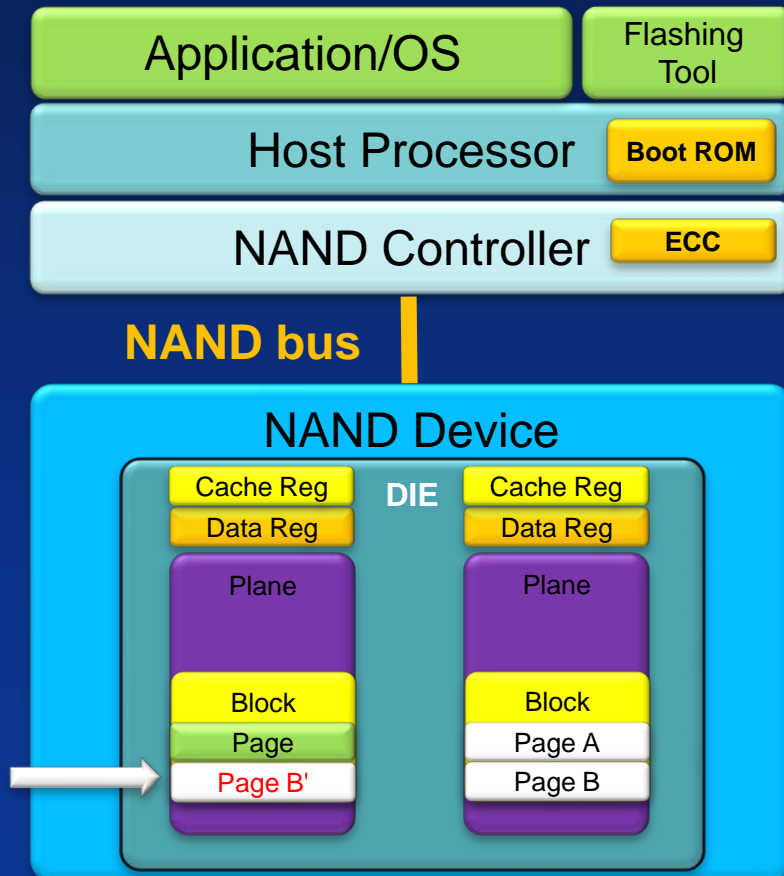 Application/OS
Flashing
Tool
Host Processor
Boot ROM
NAND Controller
ECC
NAND bus
NAND Device
DIE
Cache Reg
Data Reg
Plane
Block
Page
Page B'
Cache Reg
Data Reg
Plane
Block
Page A
Page B